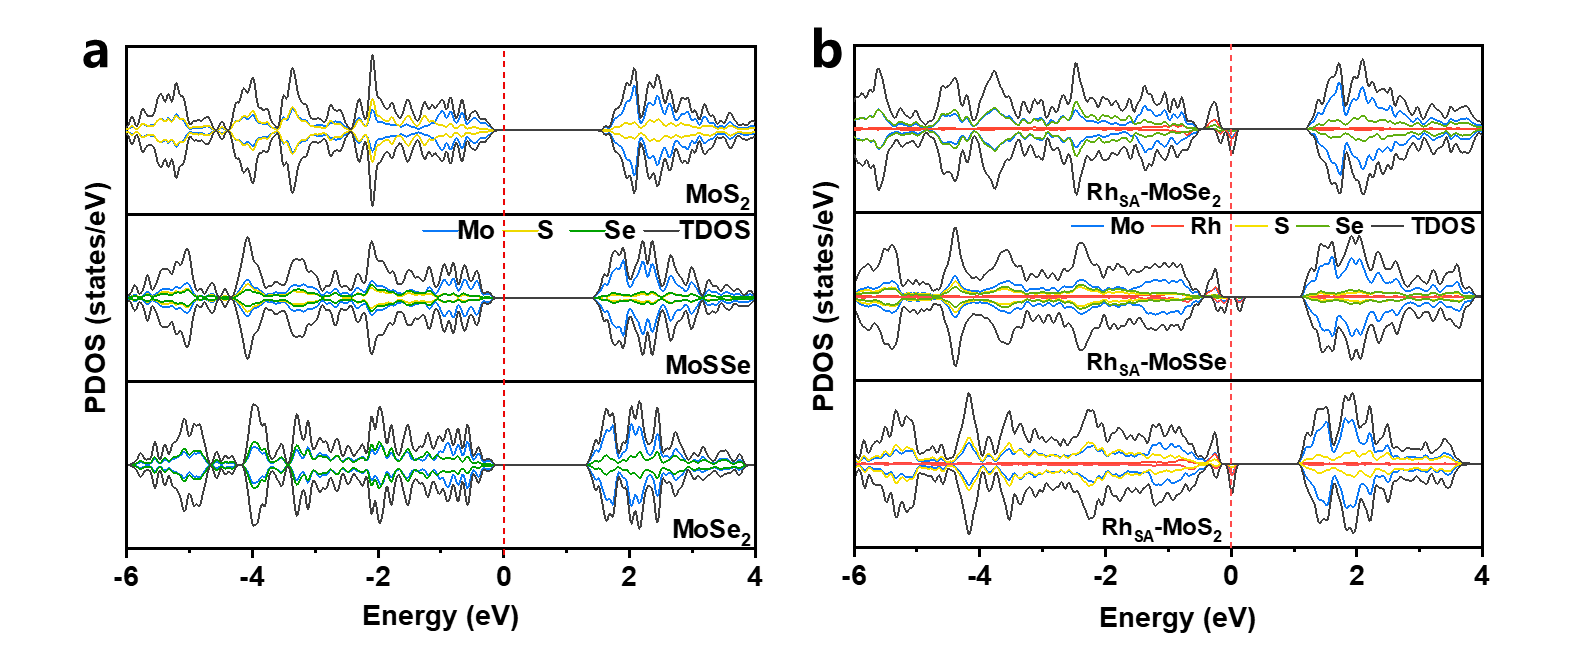 a
PDOS (states/eV)
MoS2
Mo S Se TDOS
MoSSe
MoSe2
-6 -4 -2 0 2 4
Energy (eV)
b
PDOS (states/eV)
RhSA-MoSe2
Mo Rh S Se TDOS
RhSA-MoSSe
RhSA-MoS2
-6 -4 -2 0 2 4
Energy (eV)